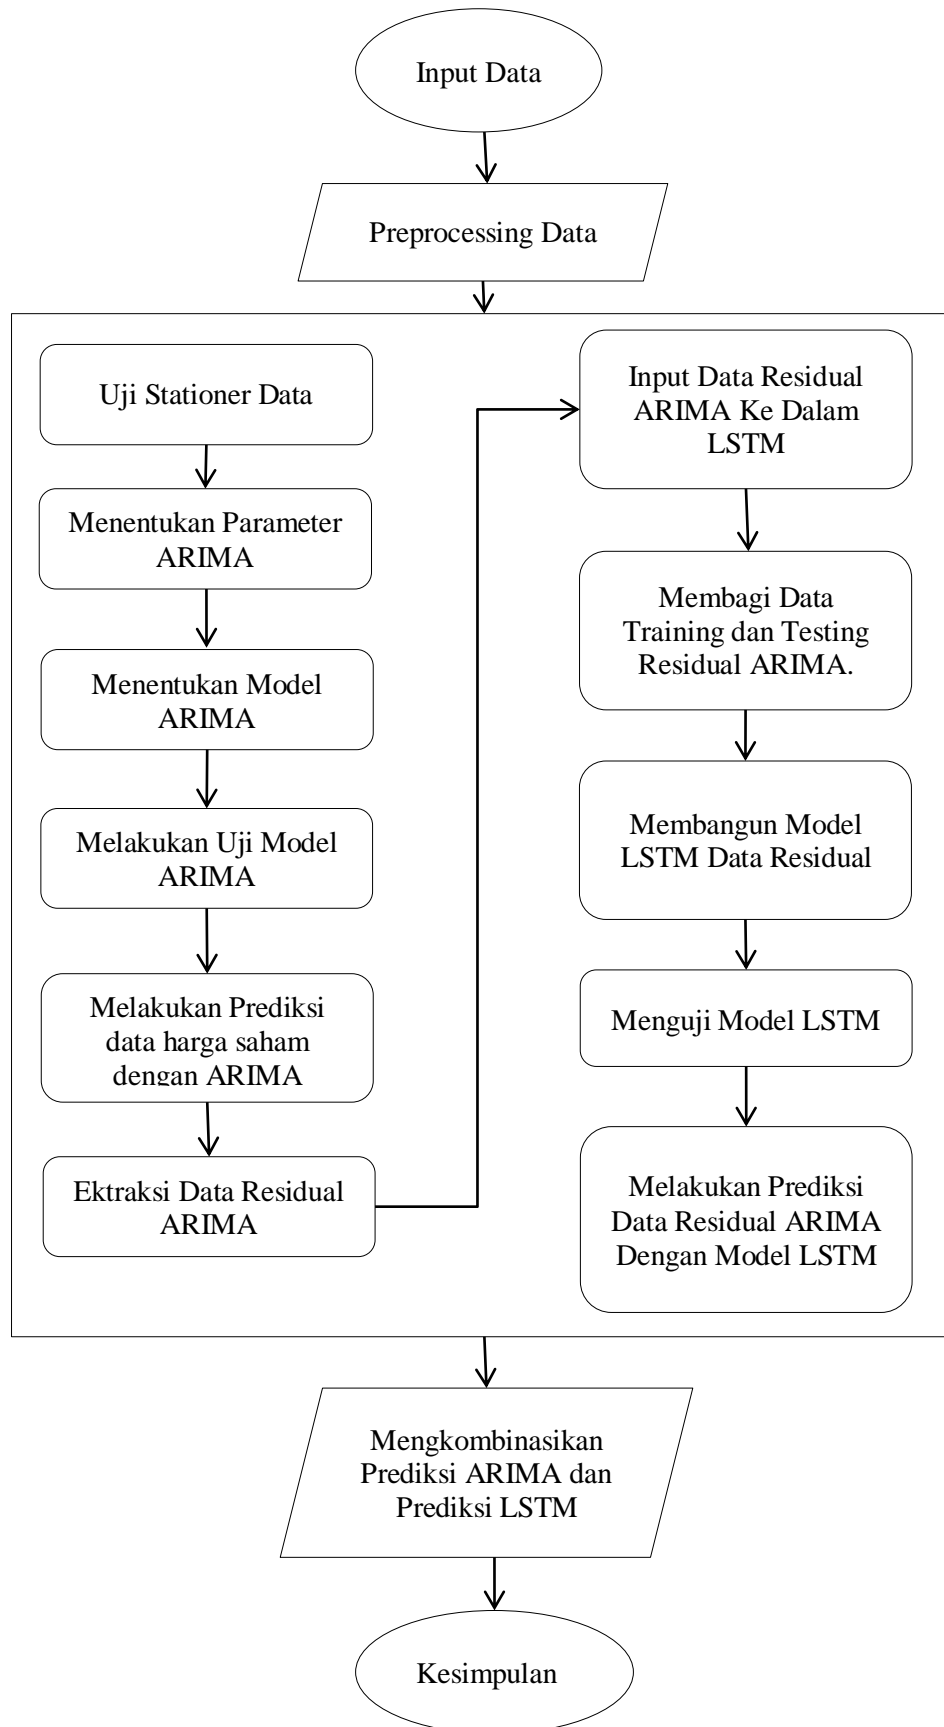 Input Data
Preprocessing Data
Uji Stationer Data
Menentukan Parameter
ARIMA
Menentukan Model
ARIMA
Melakukan Uji Model
ARIMA
Melakukan Prediksi
data harga saham
dengan ARIMA
Ektraksi Data Residual
ARIMA
Input Data Residual
ARIMA Ke Dalam
LSTM
Membagi Data
Training dan Testing
Residual ARIMA.
Membangun Model
LSTM Data Residual
Menguji Model LSTM
Melakukan Prediksi
Data Residual ARIMA
Dengan Model LSTM
Mengkombinasikan
Prediksi ARIMA dan
Prediksi LSTM
Kesimpulan